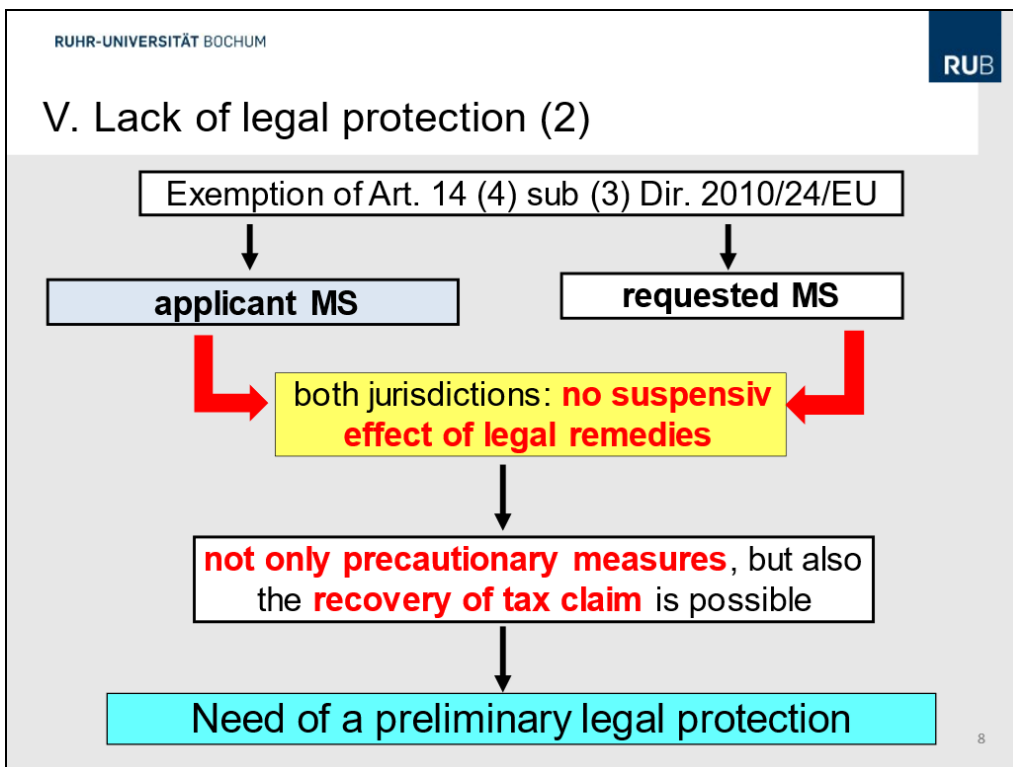 RUHR-UNIVERSITÄT BOCHUM
RUB
V. Lack of legal protection (2)
Exemption of Art. 14 (4) sub (3) Dir. 2010/24/EU
applicant MS
requested MS
both jurisdictions: no suspensiv
effect of legal remedies
not only precautionary measures, but also
the recovery of tax claim is possible
Need of a preliminary legal protection
8